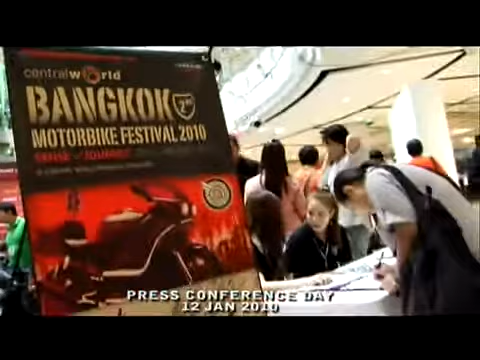 centralworld
BANGKOK 2nd
MOTORBIKE FESTIVAL 2010
PRESS CONFERENCE DAY
12 JAN 2010